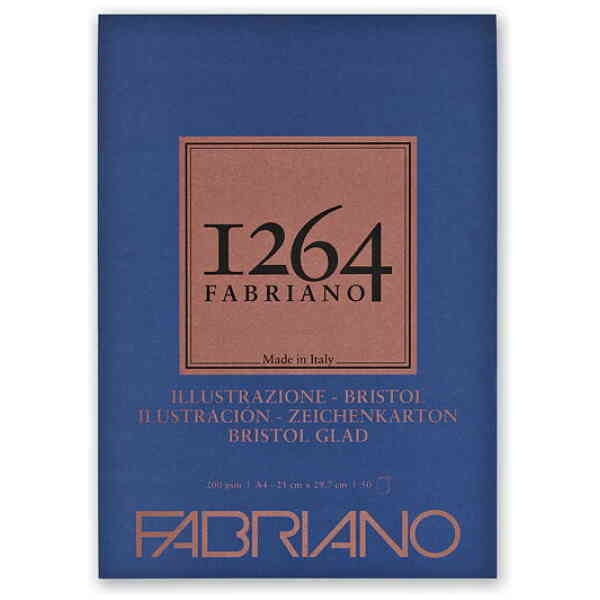 1264
FABRIANO
Made in Italy
ILLUSTRAZIONE - BRISTOL
ILUSTRACIÓN - ZEICHENKARTON
BRISTOL GLAD
200 gsm | A4 - 21 cm x 29,7 cm | 50
FABRIANO